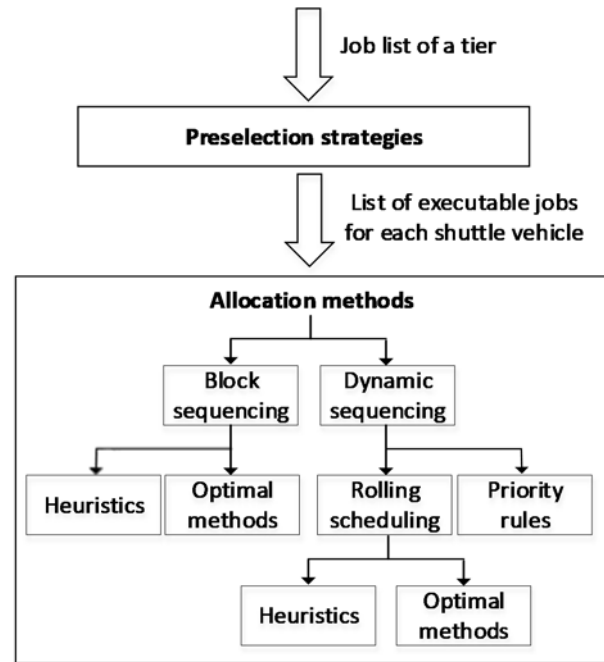 Job list of a tier
Preselection strategies
List of executable jobs
for each shuttle vehicle
Allocation methods
Block
sequencing
Dynamic
sequencing
Heuristics
Optimal
methods
Rolling
scheduling
Priority
rules
Heuristics
Optimal
methods